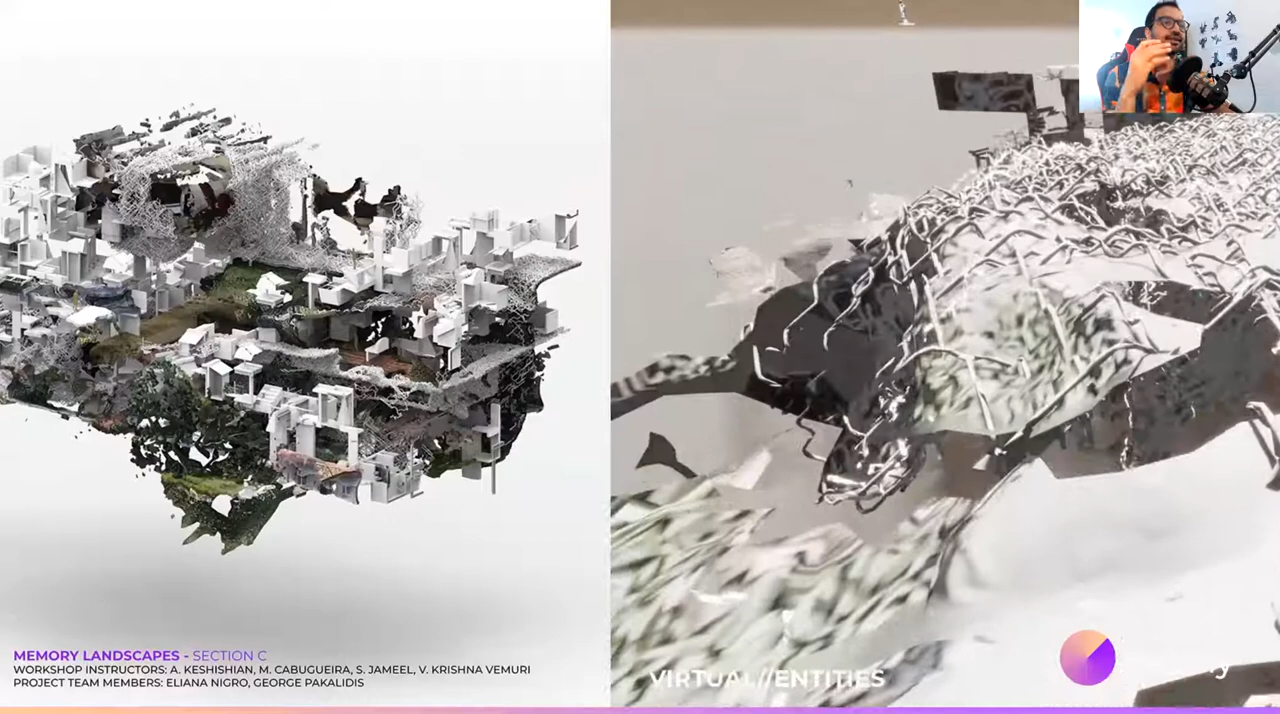 MEMORY LANDSCAPES - SECTION C
WORKSHOP INSTRUCTORS: A. KESHISHIAN, M. CABUGUEIRA, S. JAMEEL, V. KRISHNA VEMURI
PROJECT TEAM MEMBERS: ELIANA NIGRO, GEORGE PAKALIDIS
VIRTUAL//ENTITIES